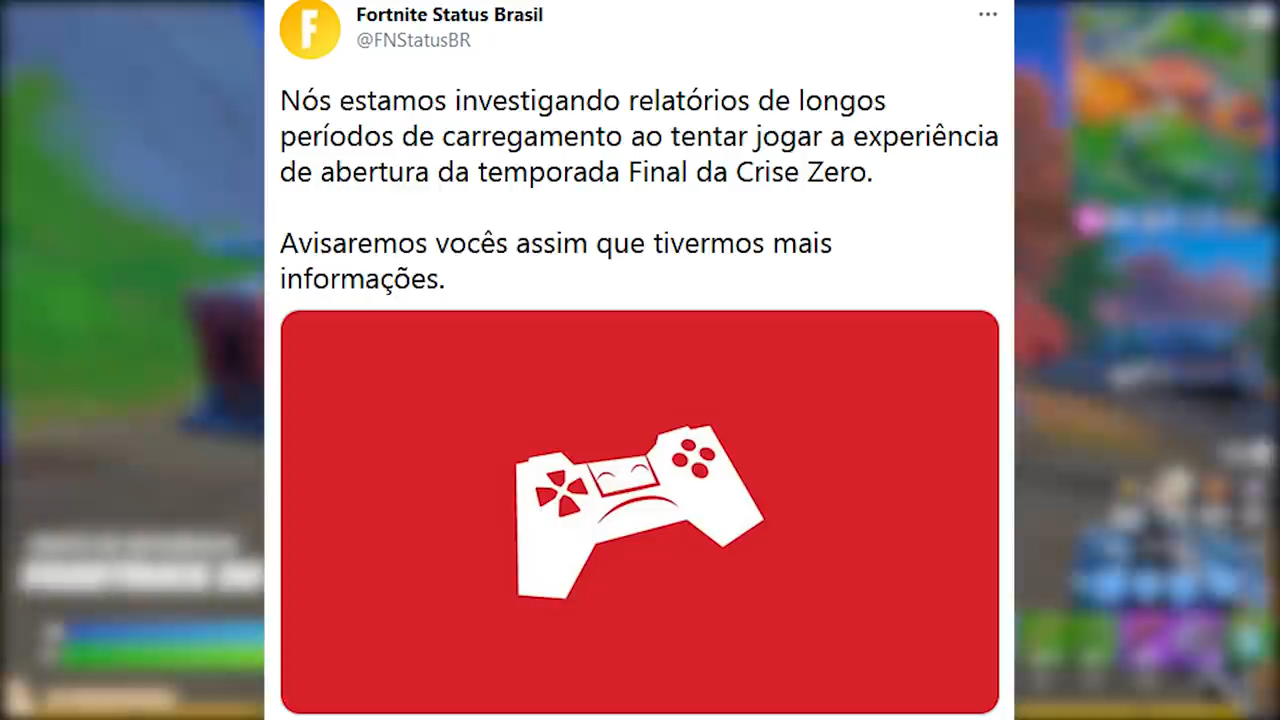 Fortnite Status Brasil
@FNStatusBR
Nós estamos investigando relatórios de longos
períodos de carregamento ao tentar jogar a experiência
de abertura da temporada Final da Crise Zero.
Avisaremos vocês assim que tivermos mais
informações.